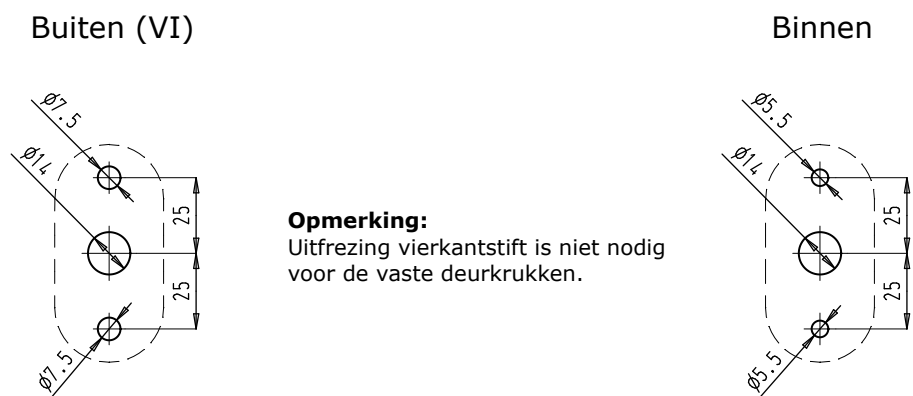 Buiten (VI)
Binnen
Ø7.5
Ø14
25
25
Ø7.5
Opmerking:
Uitfrezing vierkantstift is niet nodig
voor de vaste deurkrukken.
Ø5.5
Ø14
25
25
Ø5.5